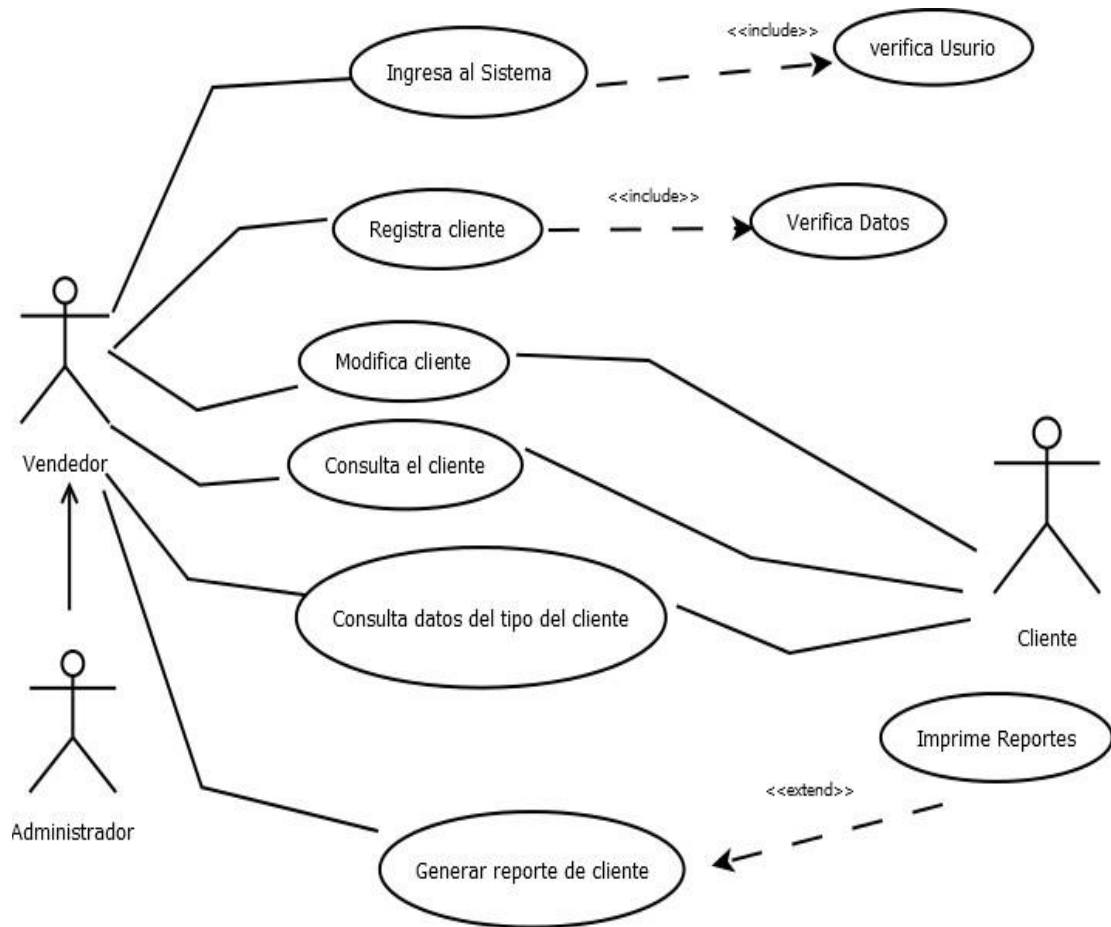 <<include>>
verifica Usurio
Ingresa al Sistema
<<include>>
Registra cliente
Verifica Datos
Modifica cliente
Vendedor
Consulta el cliente
Consulta datos del tipo del cliente
Cliente
Imprime Reportes
<<extend>>
Administrador
Generar reporte de cliente